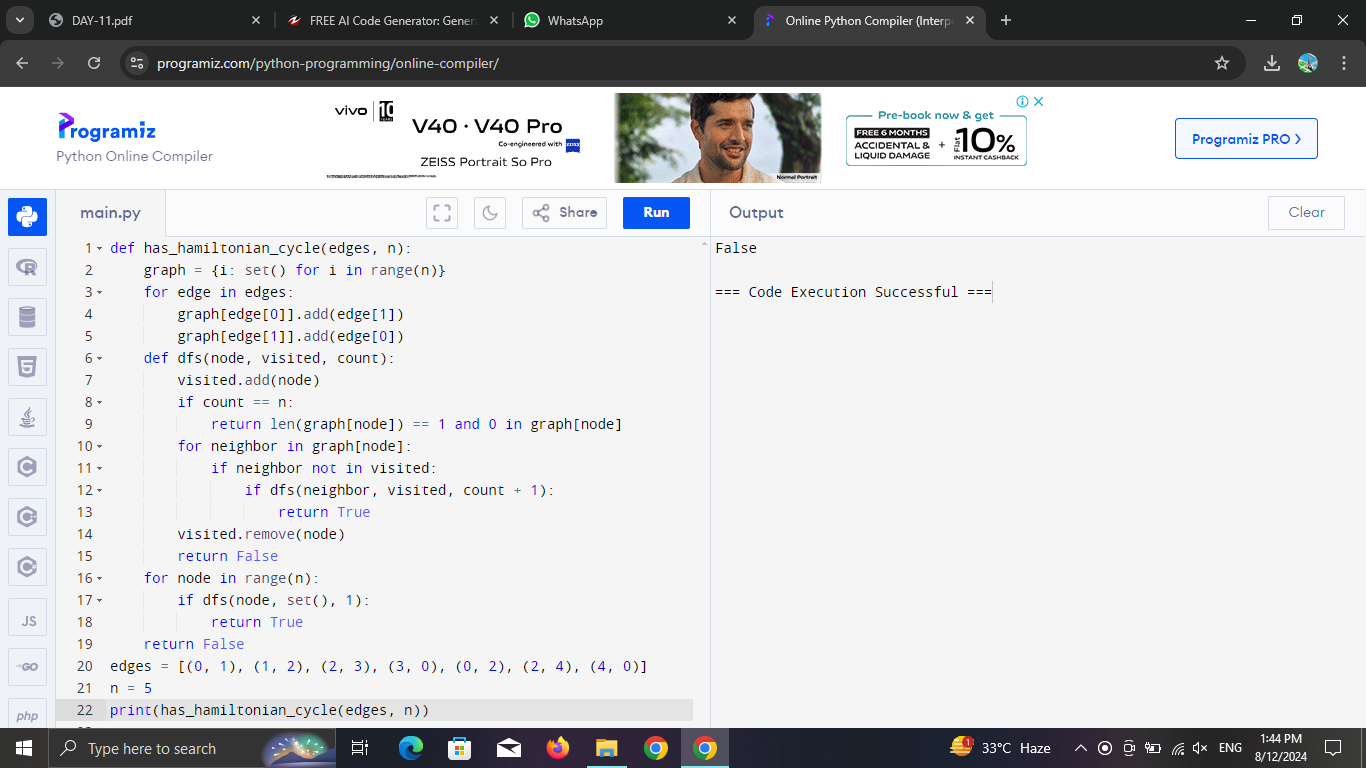 DAY-11.pdf
FREE AI Code Generator: Gener
WhatsApp
Online Python Compiler (Interp
programiz.com/python-programming/online-compiler/
Programiz
Python Online Compiler
vivo
10
YEARS
V40 · V40 Pro
Co-engineered with ZEISS
ZEISS Portrait So Pro
Normal Portrait
Pre-book now & get
FREE 6 MONTHS
ACCIDENTAL &
LIQUID DAMAGE
+
Flat 10%
INSTANT CASHBACK
Programiz PRO >
main.py
Share
Run
Output
Clear
1 def has_hamiltonian_cycle(edges, n):
2     graph = {i: set() for i in range(n)}
3     for edge in edges:
4         graph[edge[0]].add(edge[1])
5         graph[edge[1]].add(edge[0])
6     def dfs(node, visited, count):
7         visited.add(node)
8         if count == n:
9             return len(graph[node]) == 1 and 0 in graph[node]
10         for neighbor in graph[node]:
11             if neighbor not in visited:
12                 if dfs(neighbor, visited, count + 1):
13                     return True
14         visited.remove(node)
15         return False
16     for node in range(n):
17         if dfs(node, set(), 1):
18             return True
19     return False
20 edges = [(0, 1), (1, 2), (2, 3), (3, 0), (0, 2), (2, 4), (4, 0)]
21 n = 5
22 print(has_hamiltonian_cycle(edges, n))
False
=== Code Execution Successful ===
R
5
C
C
C
JS
GO
php
Type here to search
1
33°C Haze
ENG
1:44 PM
8/12/2024